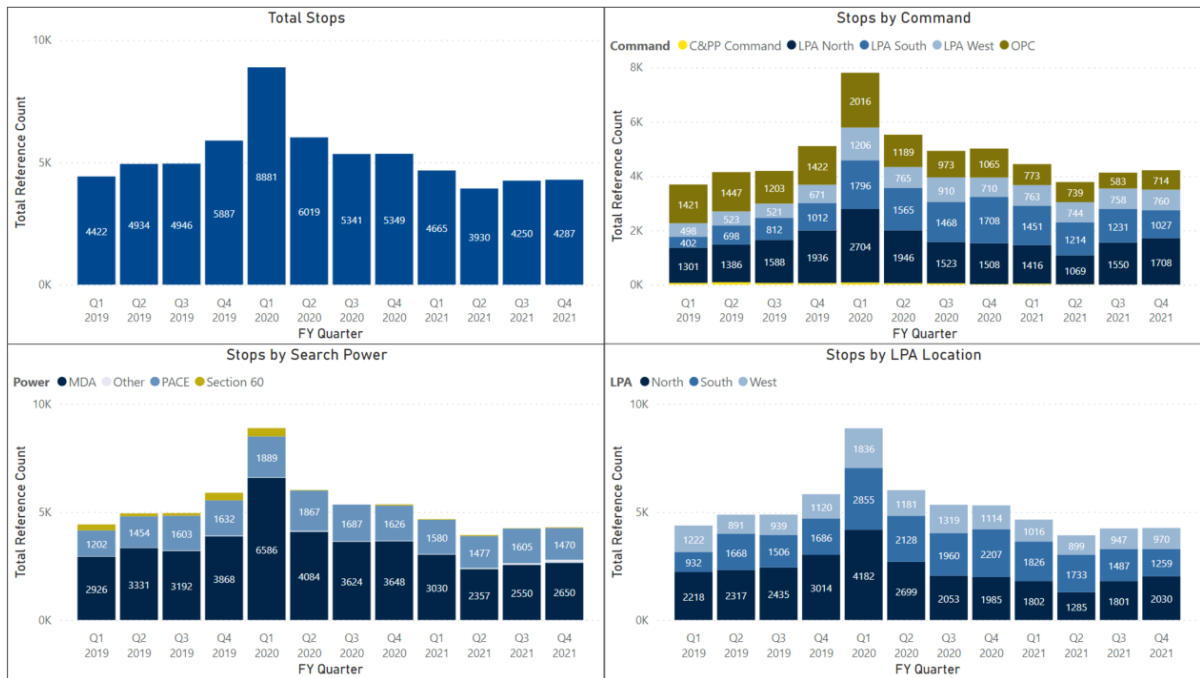 Total Stops
Total Reference Count
10K
5K
0K
4422 4934 4946 5887 8881 6019 5341 5349 4665 3930 4250 4287
Q1 Q2 Q3 Q4 Q1 Q2 Q3 Q4 Q1 Q2 Q3 Q4
2019 2019 2019 2019 2020 2020 2020 2020 2021 2021 2021 2021
FY Quarter
Stops by Command
Command C&PP Command LPA North LPA South LPA West OPC
Total Reference Count
8K
6K
4K
2K
0K
1421 1447 1203 1422 2016 1189 973 1065 773 739 583 714
498 523 521 671 1206 765 910 710 763 744 758 760
402 698 812 1012 1796 1565 1468 1708 1451 1214 1231 1027
1301 1386 1588 1936 2704 1946 1523 1508 1416 1069 1550 1708
Q1 Q2 Q3 Q4 Q1 Q2 Q3 Q4 Q1 Q2 Q3 Q4
2019 2019 2019 2019 2020 2020 2020 2020 2021 2021 2021 2021
FY Quarter
Stops by Search Power
Power MDA Other PACE Section 60
Total Reference Count
10K
5K
0K
1202 1454 1603 1632 1889 1867 1687 1626 1580 1477 1605 1470
2926 3331 3192 3868 6586 4084 3624 3648 3030 2357 2550 2650
Q1 Q2 Q3 Q4 Q1 Q2 Q3 Q4 Q1 Q2 Q3 Q4
2019 2019 2019 2019 2020 2020 2020 2020 2021 2021 2021 2021
FY Quarter
Stops by LPA Location
LPA North South West
Total Reference Count
10K
5K
0K
1222 891 939 1120 1836 1181 1319 1114 1016 899 947 970
932 1668 1506 1686 2855 2128 1960 2207 1826 1733 1487 1259
2218 2317 2435 3014 4182 2699 2053 1985 1802 1285 1801 2030
Q1 Q2 Q3 Q4 Q1 Q2 Q3 Q4 Q1 Q2 Q3 Q4
2019 2019 2019 2019 2020 2020 2020 2020 2021 2021 2021 2021
FY Quarter